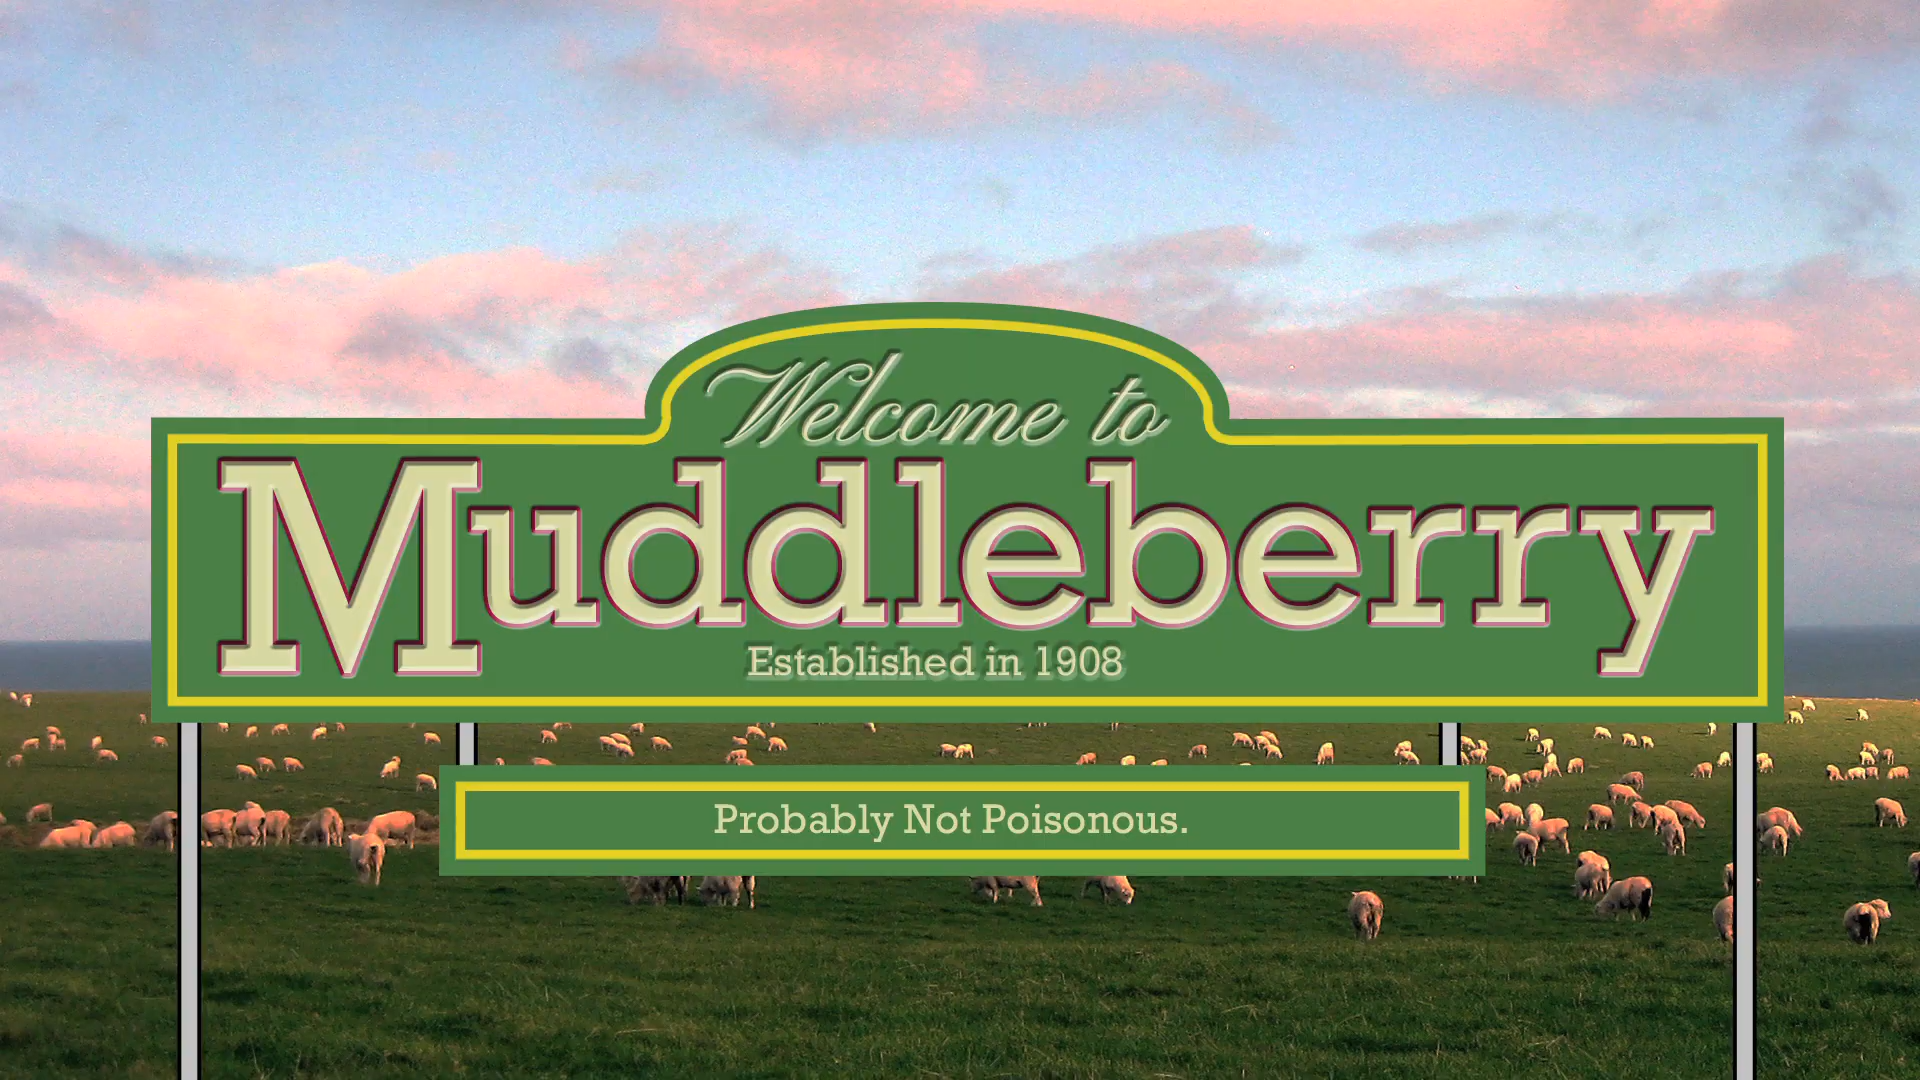 Welcome to
Muddleberry
Established in 1908
Probably Not Poisonous.